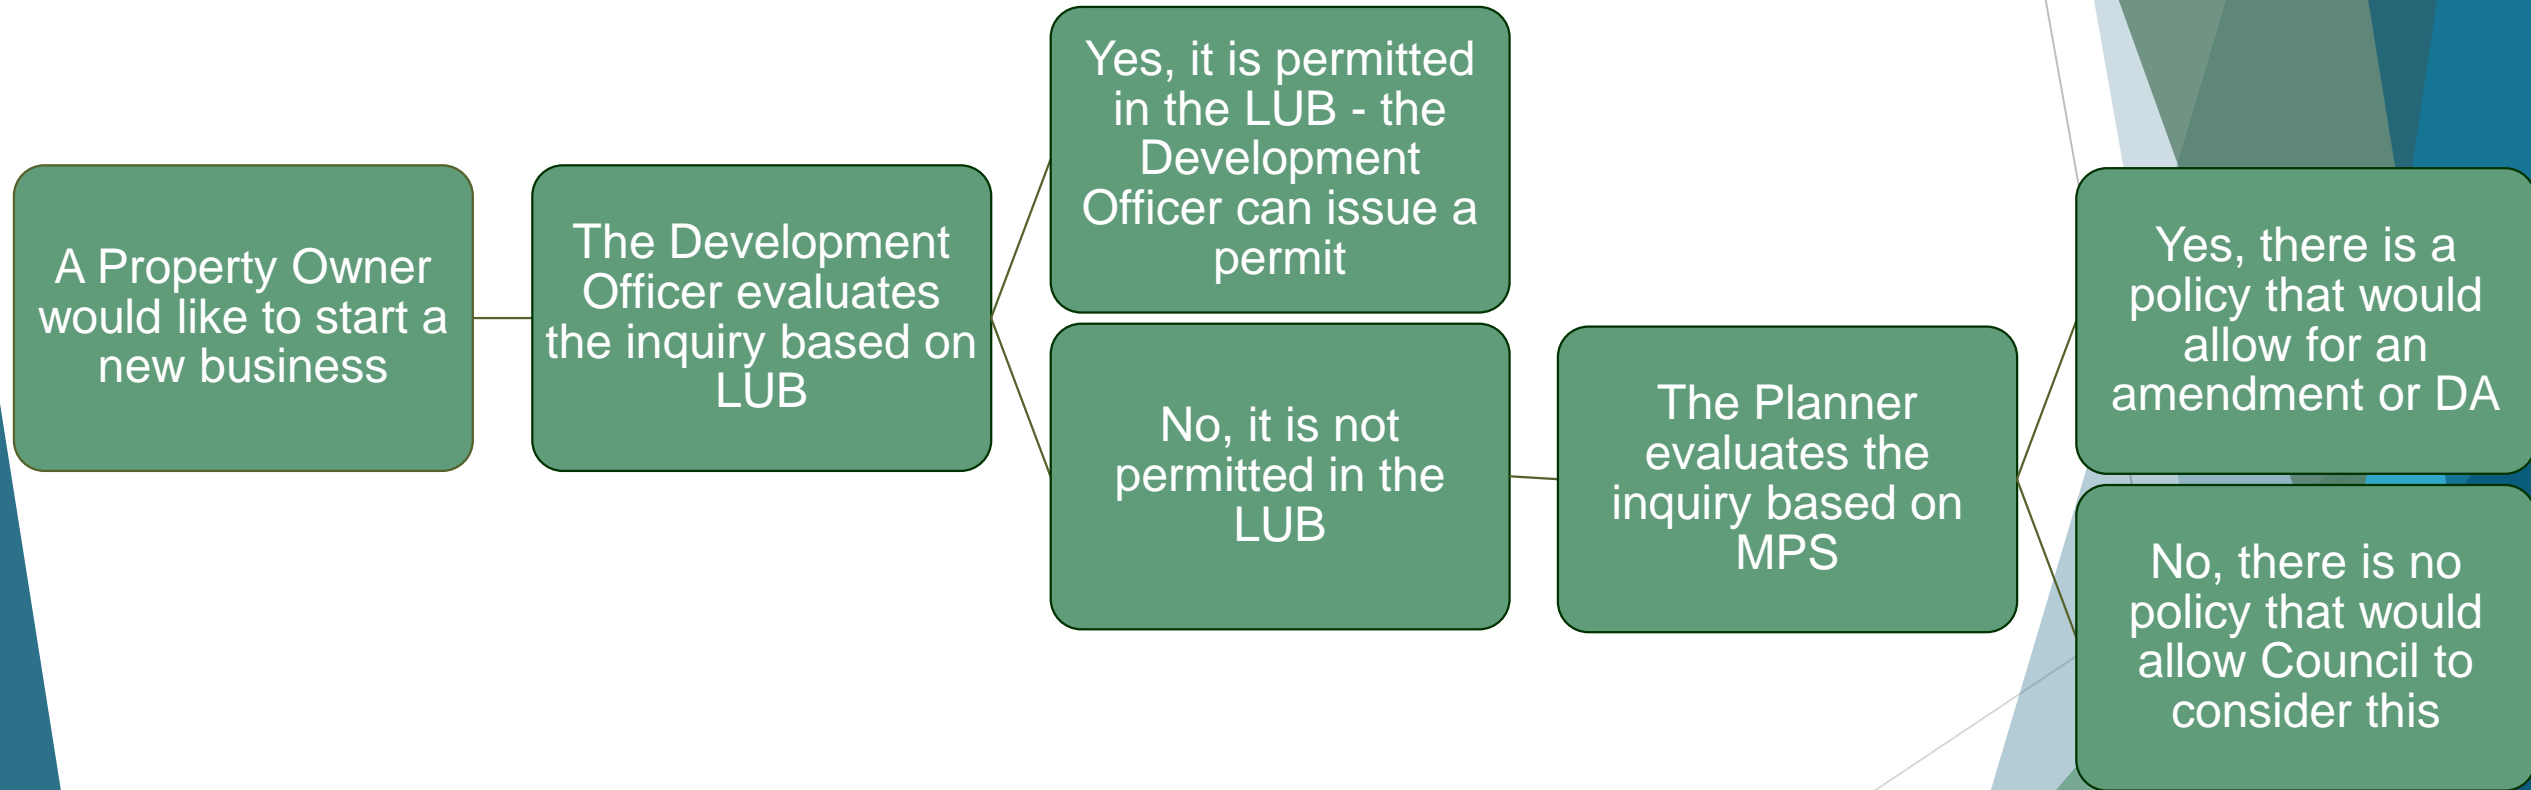 A Property Owner
would like to start a
new business
The Development
Officer evaluates
the inquiry based on
LUB
Yes, it is permitted
in the LUB - the
Development
Officer can issue a
permit
No, it is not
permitted in the
LUB
The Planner
evaluates the
inquiry based on
MPS
Yes, there is a
policy that would
allow for an
amendment or DA
No, there is no
policy that would
allow Council to
consider this